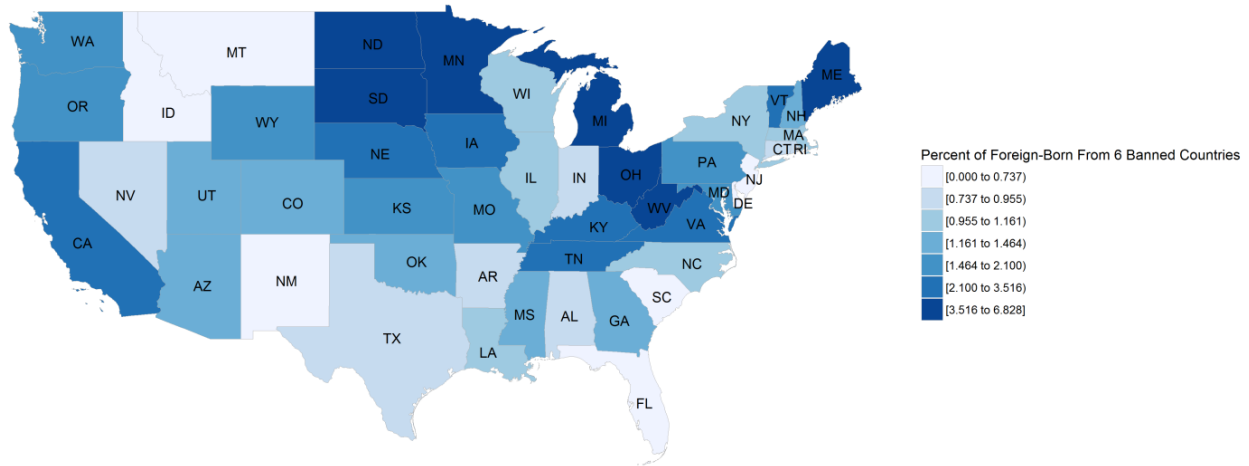 WA
MT
ND
MN
ME
OR
ID
WY
SD
WI
MI
VT
NH
NY
MA
CT RI
NV
UT
CO
NE
IA
IL
IN
OH
PA
NJ
MD
DE
CA
KS
MO
KY
WV
VA
AZ
NM
OK
AR
TN
NC
TX
LA
MS
AL
GA
SC
FL
Percent of Foreign-Born From 6 Banned Countries
[0.000 to 0.737)
[0.737 to 0.955)
[0.955 to 1.161)
[1.161 to 1.464)
[1.464 to 2.100)
[2.100 to 3.516)
[3.516 to 6.828]